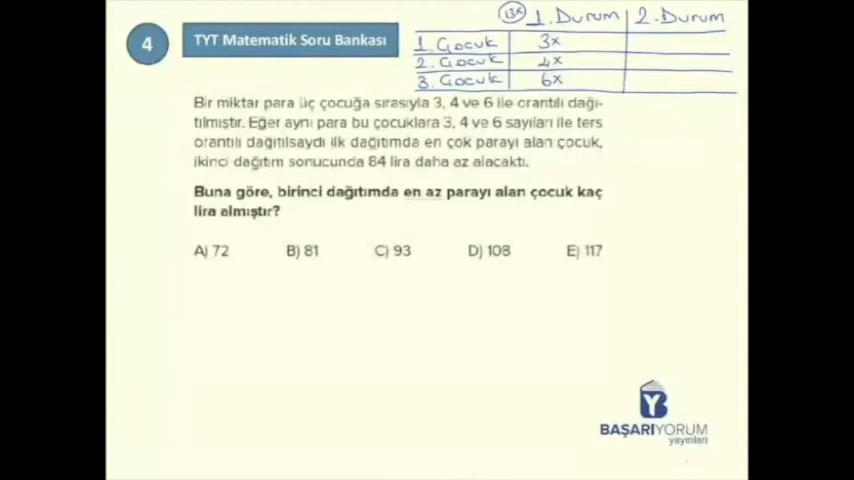 4
TYT Matematik Soru Bankası
13x 1. Durum 2. Durum
1. Çocuk 3x
2. Çocuk 4x
3. Çocuk 6x
Bir miktar para üç çocuğa sırasıyla 3, 4 ve 6 ile orantılı dağı-
tılmıştır. Eğer aynı para bu çocuklara 3, 4 ve 6 sayıları ile ters
orantılı dağıtılsaydı ilk dağıtımda en çok parayı alan çocuk,
ikinci dağıtım sonucunda 84 lira daha az alacaktı.
Buna göre, birinci dağıtımda en az parayı alan çocuk kaç
lira almıştır?
A) 72 B) 81 C) 93 D) 108 E) 117
BAŞARIYORUM
yayınları